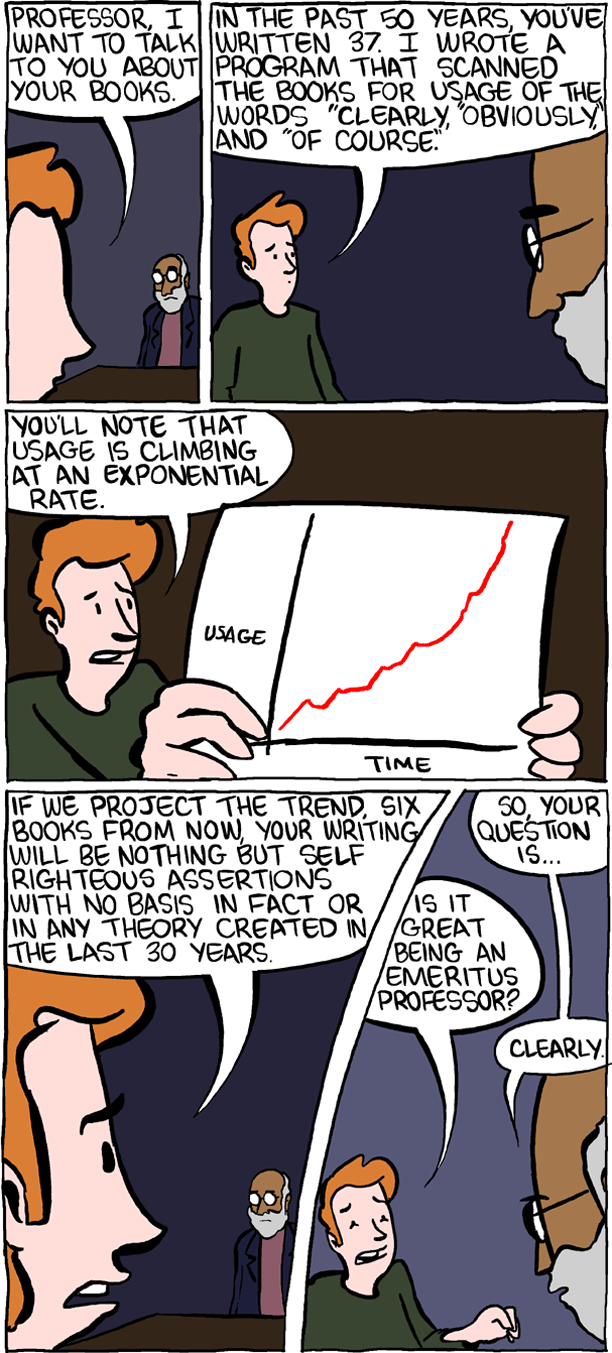 PROFESSOR, I
WANT TO TALK
TO YOU ABOUT
YOUR BOOKS.
IN THE PAST 50 YEARS, YOU'VE
WRITTEN 37. I WROTE A
PROGRAM THAT SCANNED
THE BOOKS FOR USAGE OF THE
WORDS "CLEARLY," "OBVIOUSLY,"
AND "OF COURSE."
YOU'LL NOTE THAT
USAGE IS CLIMBING
AT AN EXPONENTIAL
RATE.
USAGE
TIME
IF WE PROJECT THE TREND, SIX
BOOKS FROM NOW, YOUR WRITING
WILL BE NOTHING BUT SELF
RIGHTEOUS ASSERTIONS
WITH NO BASIS IN FACT OR
IN ANY THEORY CREATED IN
THE LAST 30 YEARS.
SO, YOUR
QUESTION
IS...
IS IT
GREAT
BEING AN
EMERITUS
PROFESSOR?
CLEARLY.